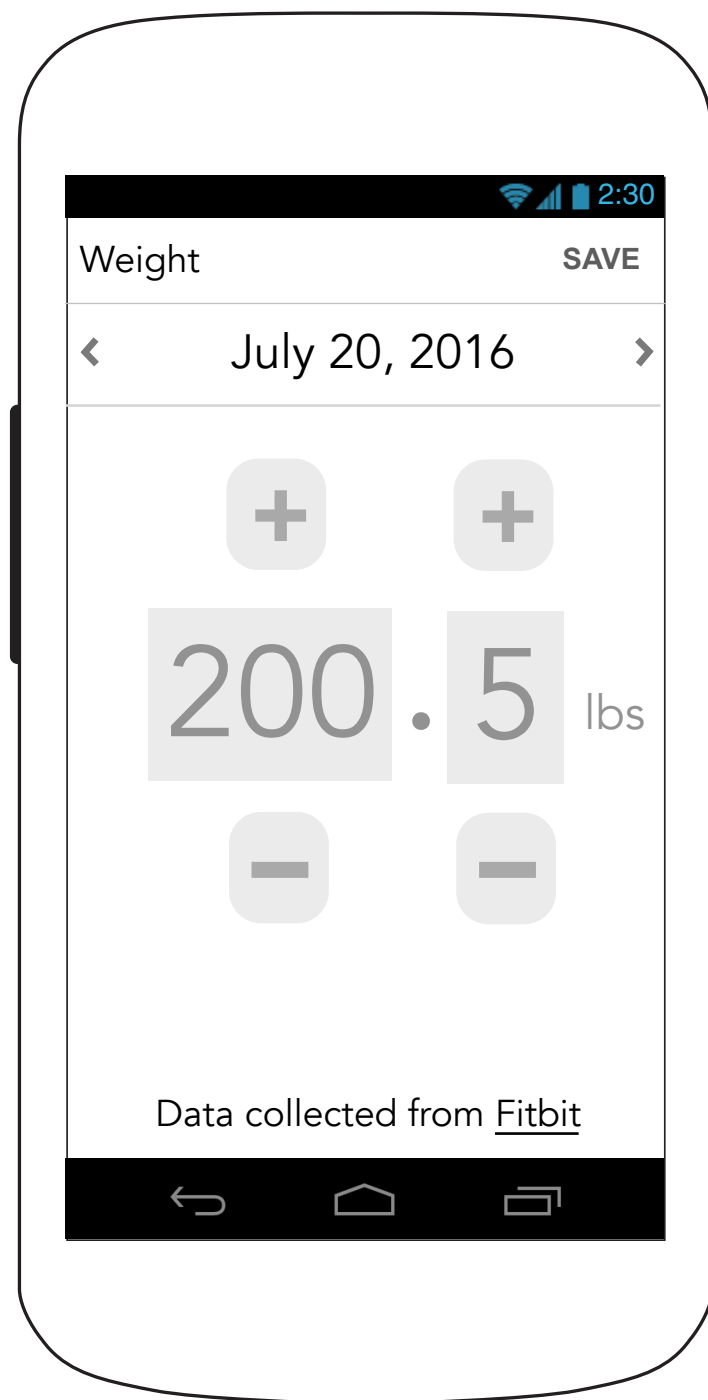 2:30
Weight SAVE
July 20, 2016
200 . 5 lbs
Data collected from Fitbit